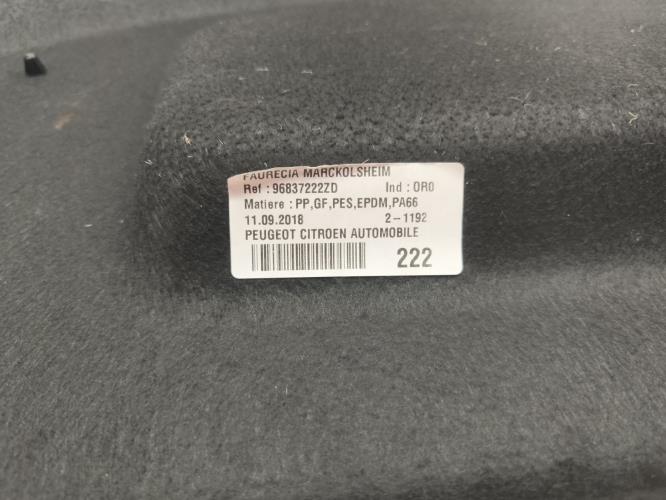 FAURECIA MARCKOLSHEIM
Ref : 96837222ZD Ind : OR0
Matiere : PP,GF,PES,EPDM,PA66
11.09.2018 2-1192
PEUGEOT CITROEN AUTOMOBILE
222